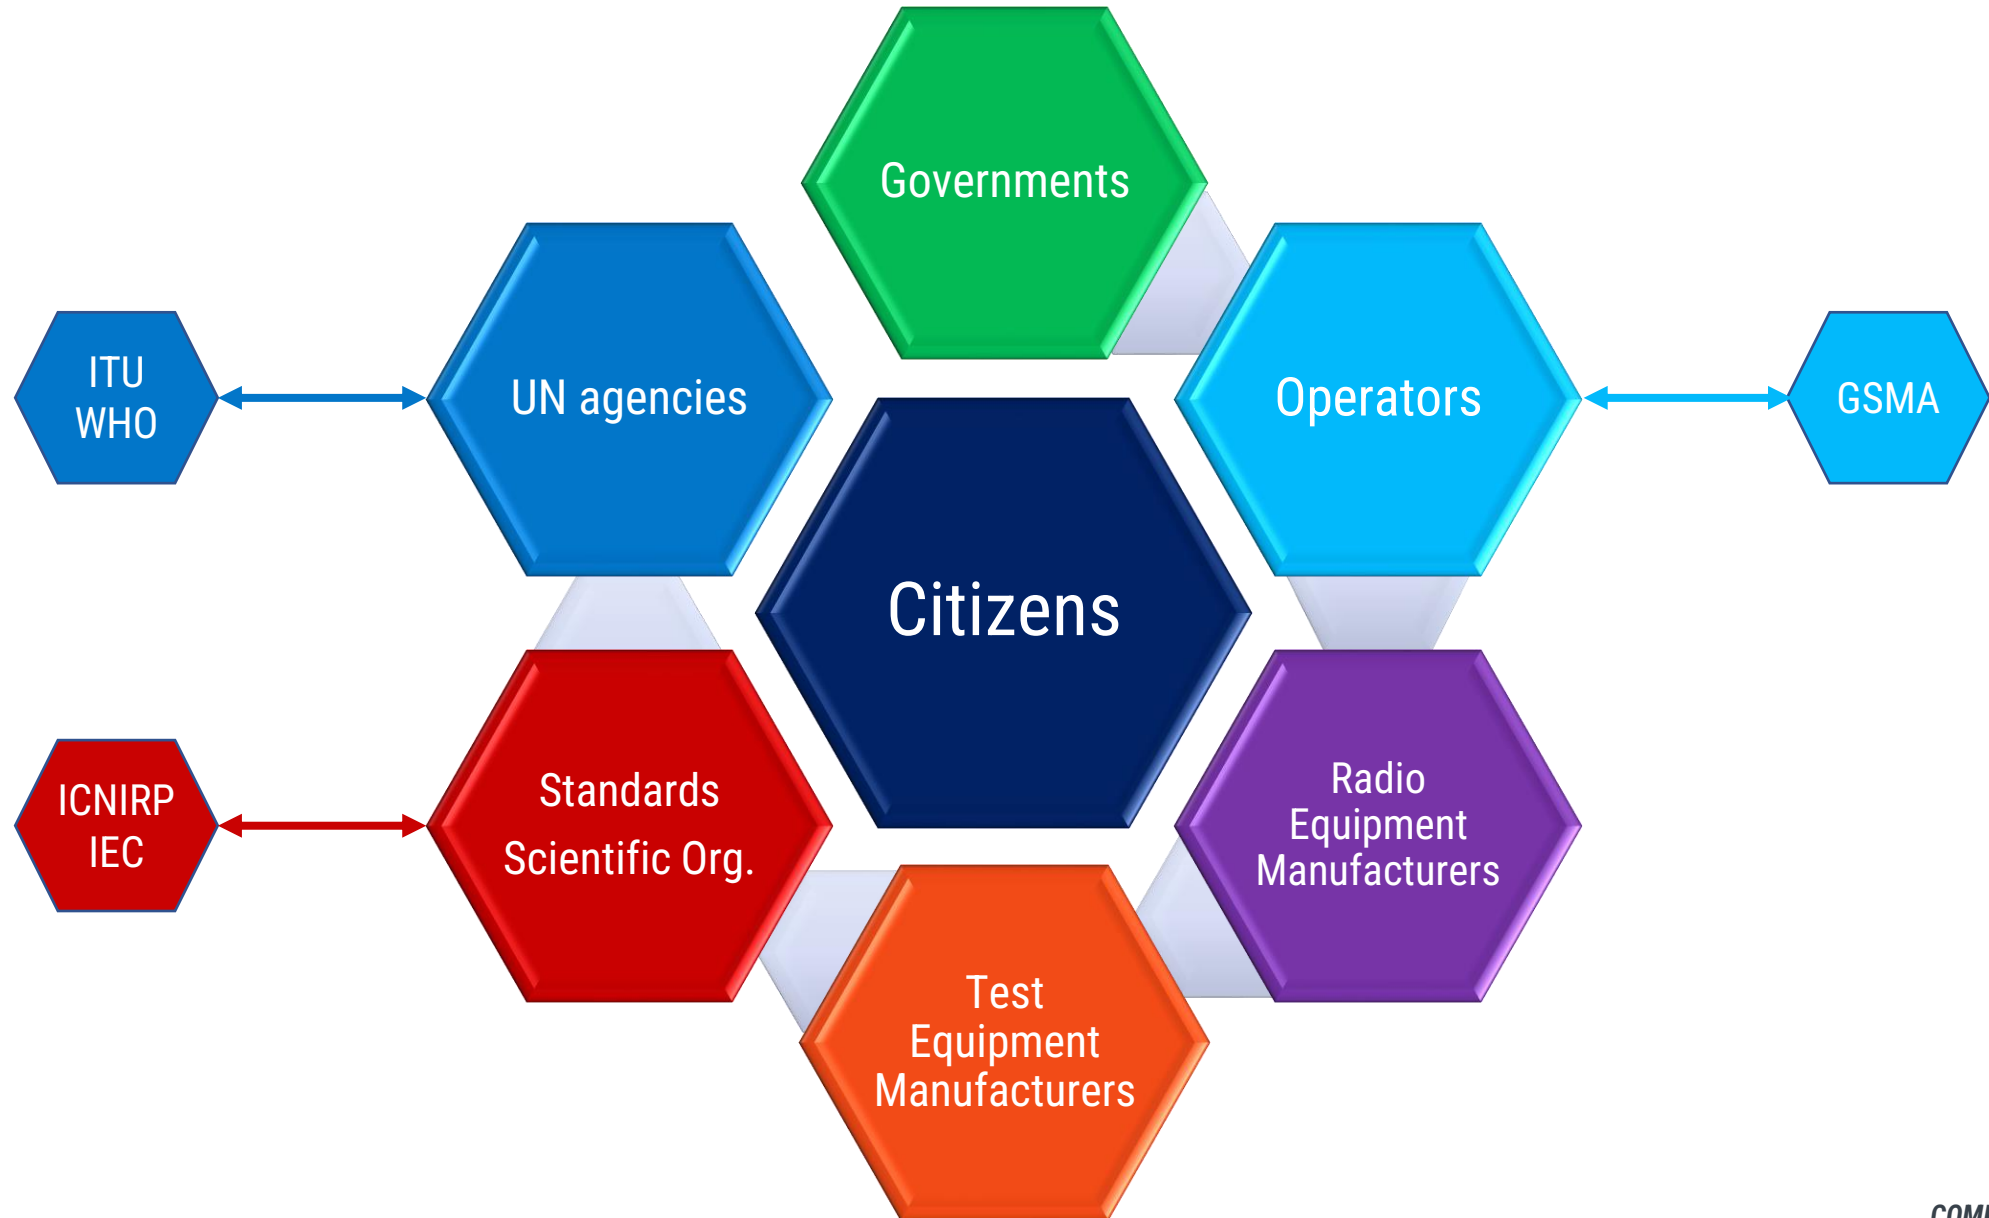 Governments
ITU
WHO
UN agencies
Operators
GSMA
Citizens
ICNIRP
IEC
Standards
Scientific Org.
Radio
Equipment
Manufacturers
Test
Equipment
Manufacturers